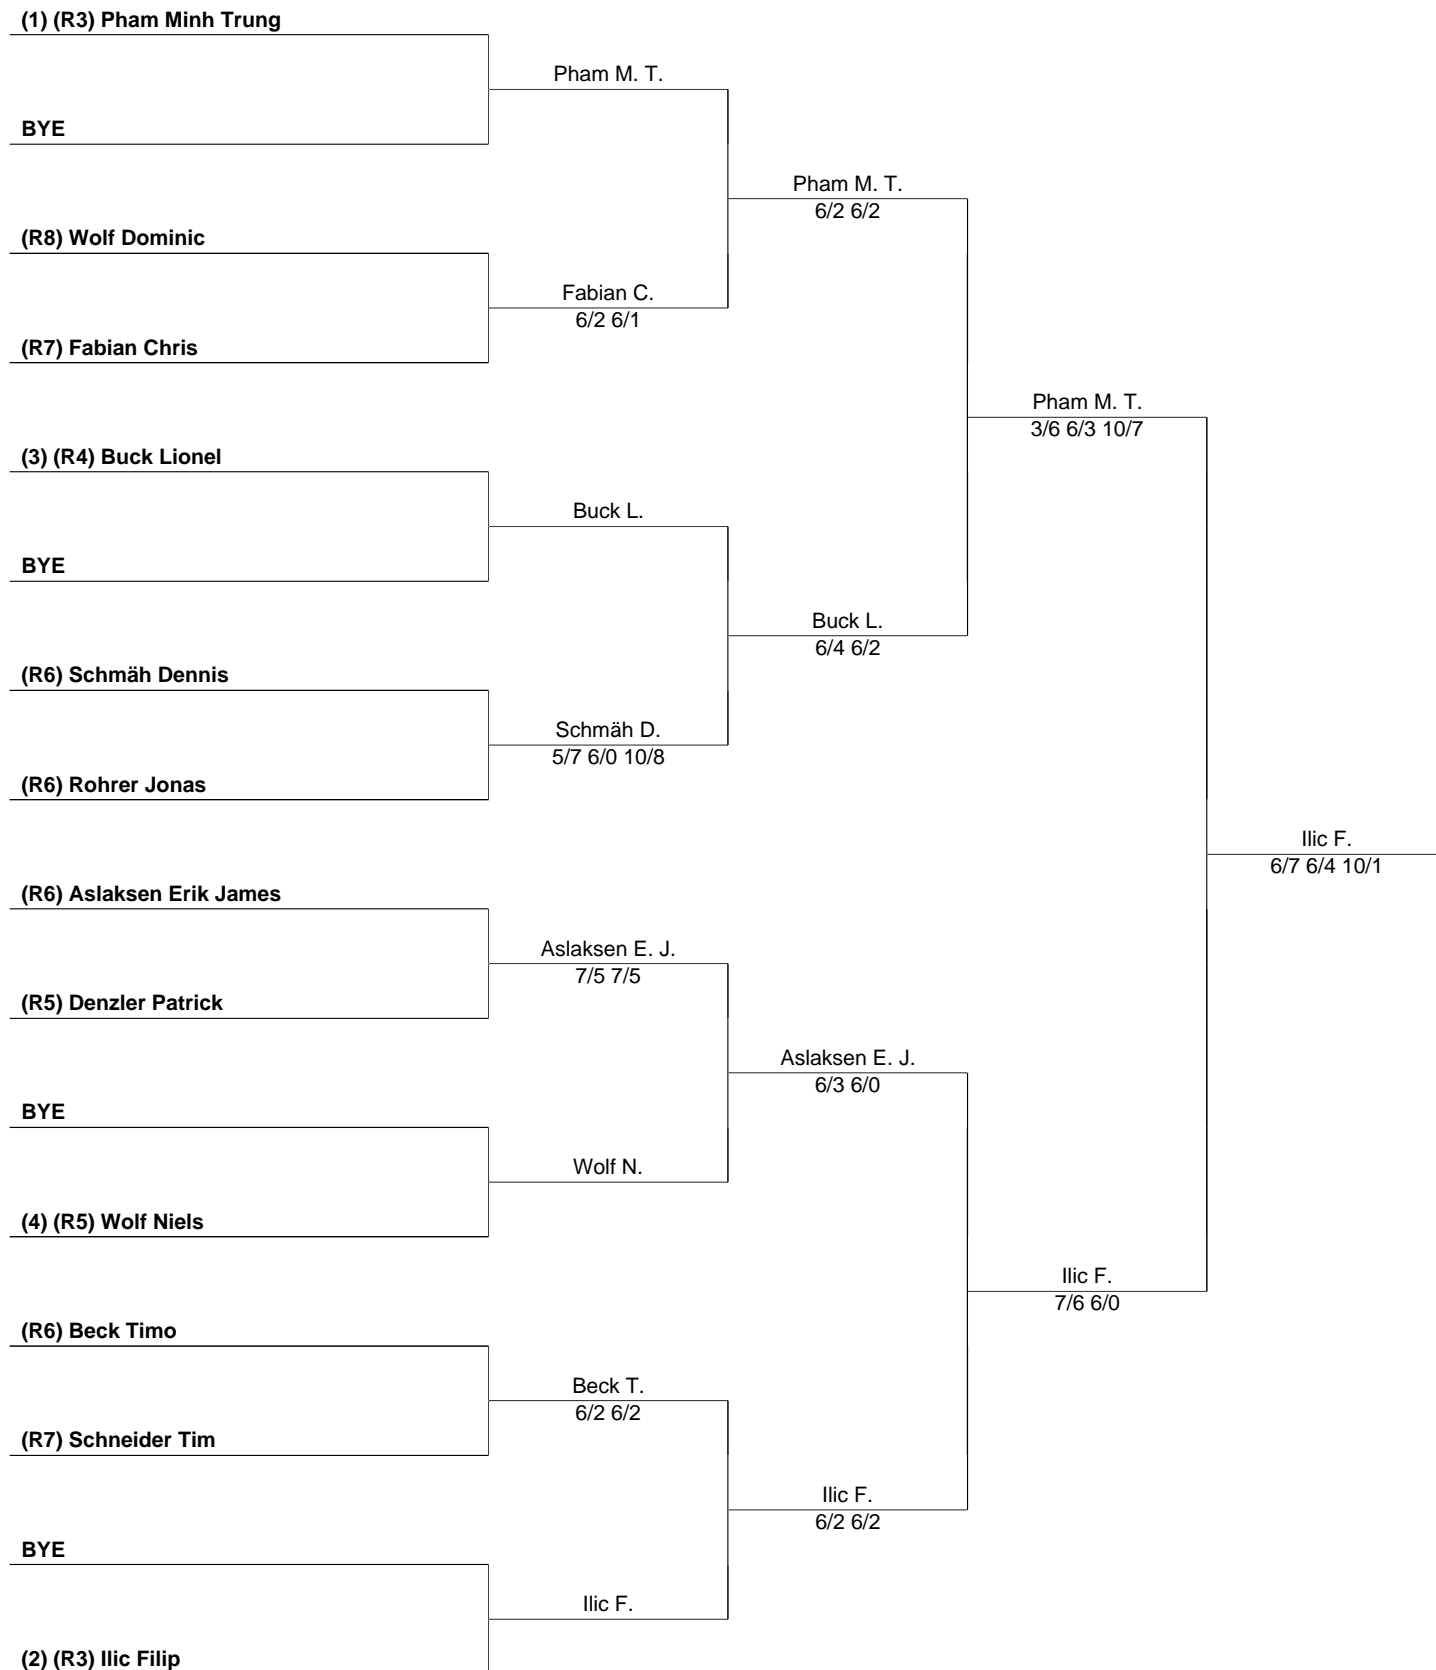 (1) (R3) Pham Minh Trung
Pham M. T.
BYE
Pham M. T.
6/2 6/2
(R8) Wolf Dominic
Fabian C.
6/2 6/1
(R7) Fabian Chris
Pham M. T.
3/6 6/3 10/7
(3) (R4) Buck Lionel
Buck L.
BYE
Buck L.
6/4 6/2
(R6) Schmäh Dennis
Schmäh D.
5/7 6/0 10/8
(R6) Rohrer Jonas
Ilic F.
6/7 6/4 10/1
(R6) Aslaksen Erik James
Aslaksen E. J.
7/5 7/5
(R5) Denzler Patrick
Aslaksen E. J.
6/3 6/0
BYE
Wolf N.
(4) (R5) Wolf Niels
Ilic F.
7/6 6/0
(R6) Beck Timo
Beck T.
6/2 6/2
(R7) Schneider Tim
Ilic F.
6/2 6/2
BYE
Ilic F.
(2) (R3) Ilic Filip